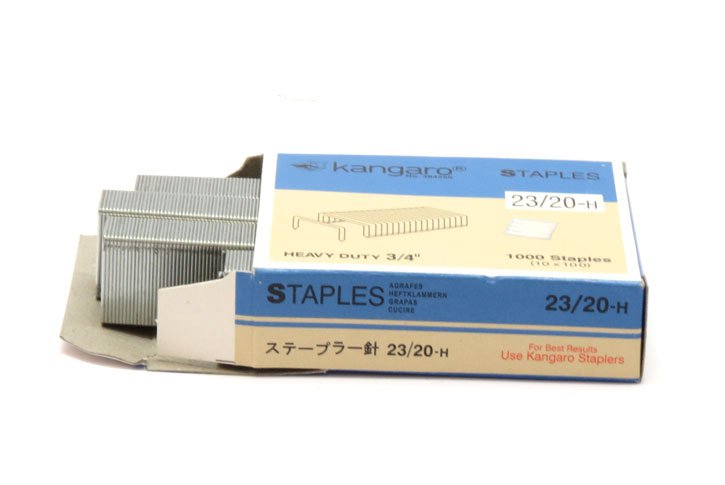 kangaro®
STAPLES
23/20-H
HEAVY DUTY 3/4"
1000 Staples
(10 x 100)
STAPLES
AGRAFES
HEFTKLAMMERN
GRAPAS
CUCIRE
23/20-H
ステープラー針 23/20-H
For Best Results
Use Kangaro Staplers